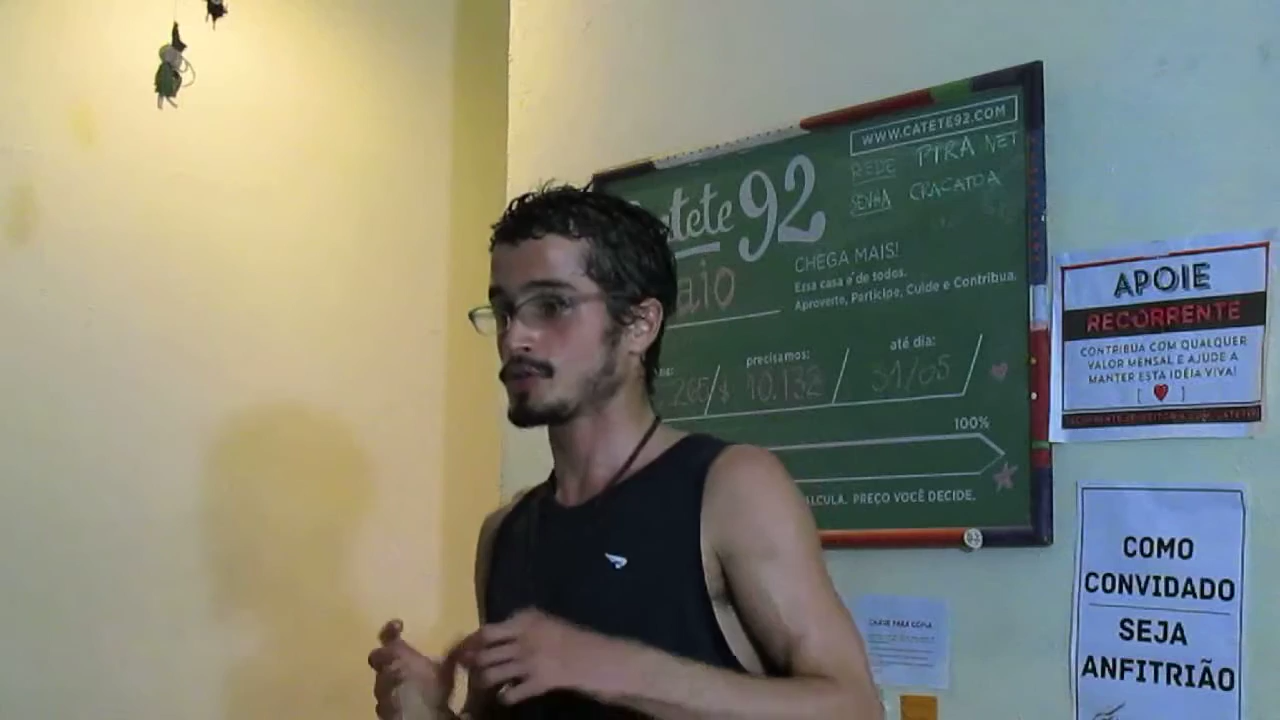 WWW.CATETE92.COM
REDE PIRA NET
SENHA CRACATOA
Catete 92
CHEGA MAIS!
Essa casa é de todos.
Aproveite, Participe, Cuide e Contribua.
aio
precisamos:
até dia:
265/$ 10.132 31/05
100%
PREÇO VOCÊ DECIDE.
APOIE
RECORRENTE
CONTRIBUA COM QUALQUER
VALOR MENSAL E AJUDE A
MANTER ESTA IDÉIA VIVA!
COMO
CONVIDADO
SEJA
ANFITRIÃO